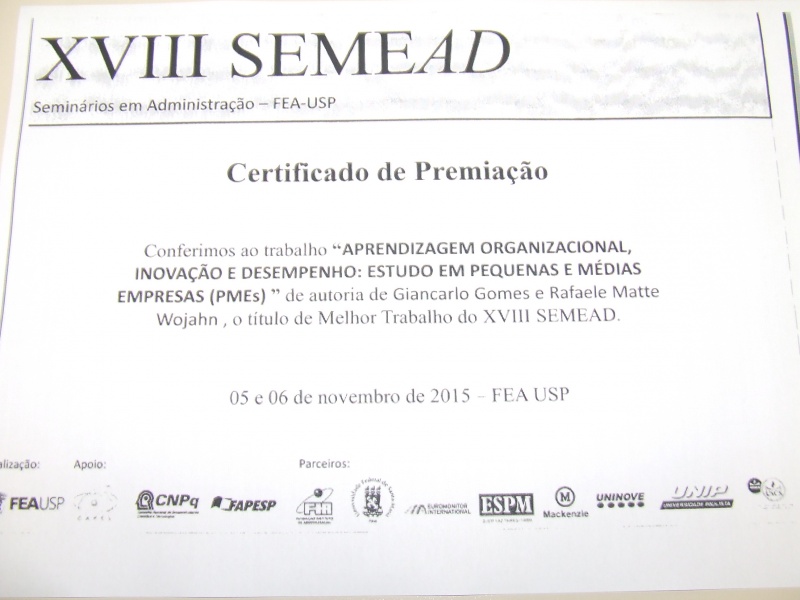 XVIII SEMEAD
Seminários em Administração – FEA-USP
Certificado de Premiação
Conferimos ao trabalho “APRENDIZAGEM ORGANIZACIONAL,
INOVAÇÃO E DESEMPENHO: ESTUDO EM PEQUENAS E MÉDIAS
EMPRESAS (PMEs) ” de autoria de Giancarlo Gomes e Rafaele Matte
Wojahn , o título de Melhor Trabalho do XVIII SEMEAD.
05 e 06 de novembro de 2015 – FEA USP
alização: Apoio: Parceiros:
FEAUSP CAPES CNPq FAPESP FIA EUROMONITOR INTERNATIONAL ESPM M Mackenzie UNINOVE UNIP